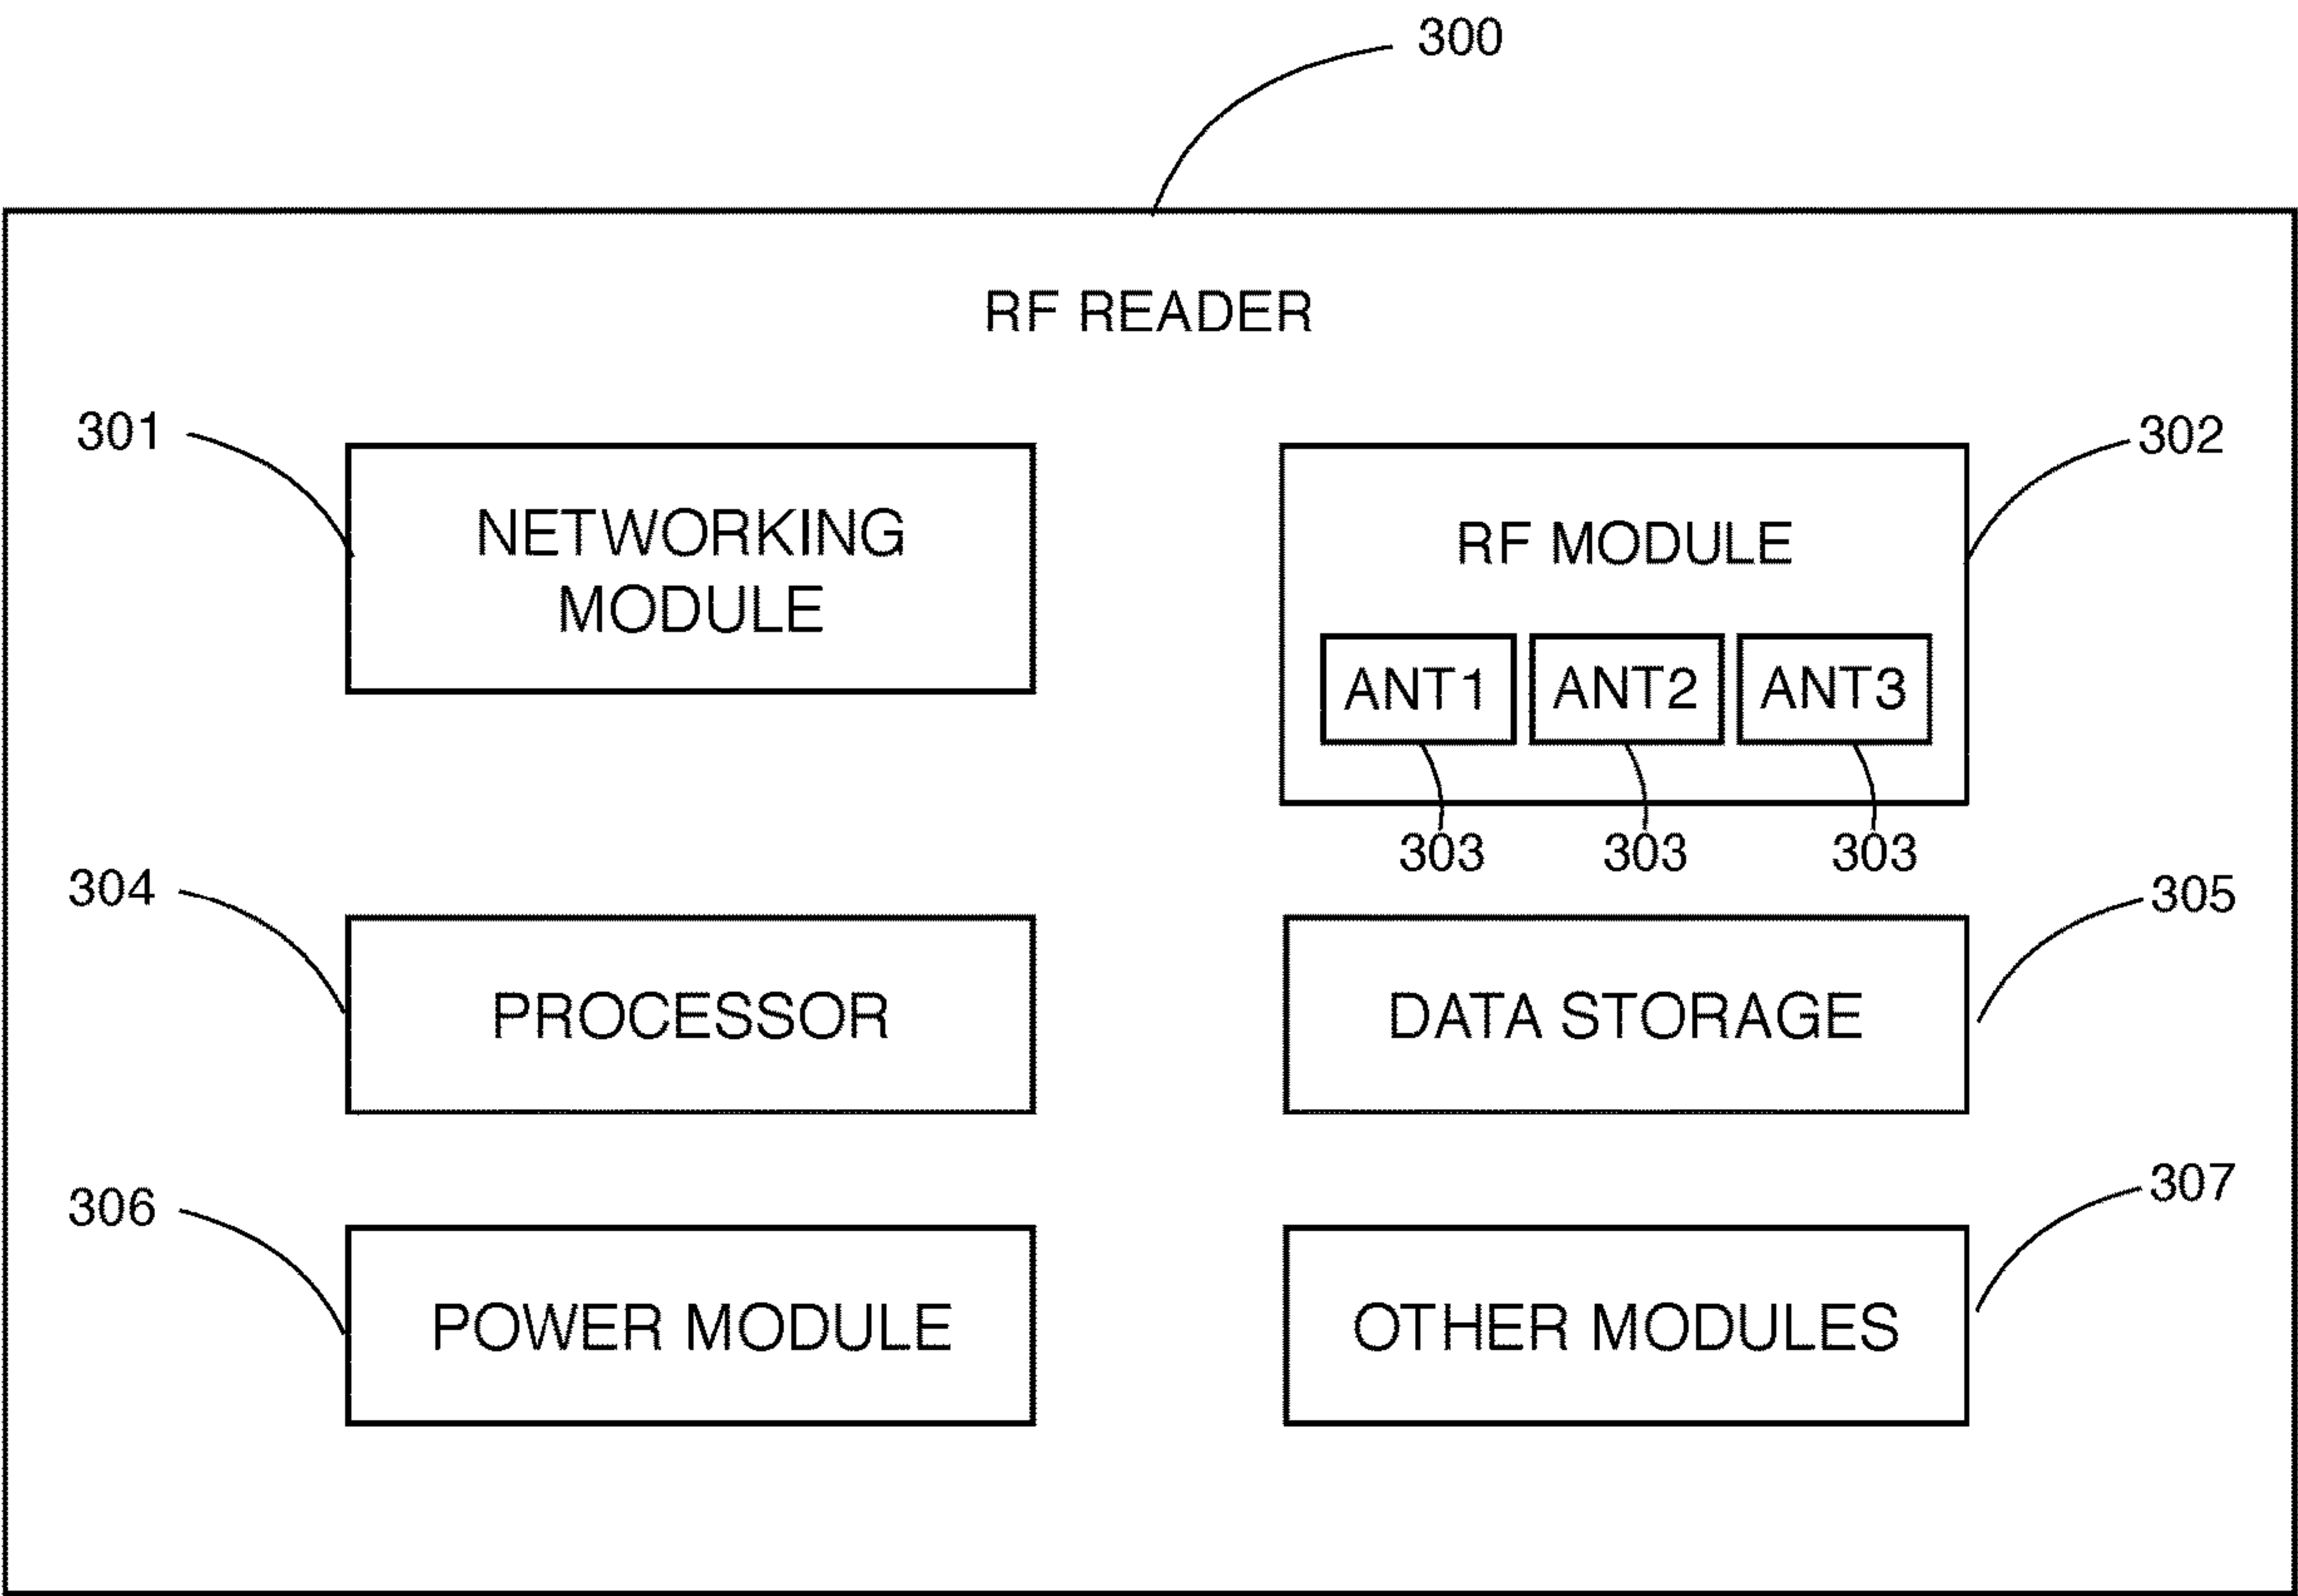 300
RF READER
301
302
NETWORKING
MODULE
RF MODULE
ANT1 ANT2 ANT3
303 303 303
304
305
PROCESSOR
DATA STORAGE
306
307
POWER MODULE
OTHER MODULES